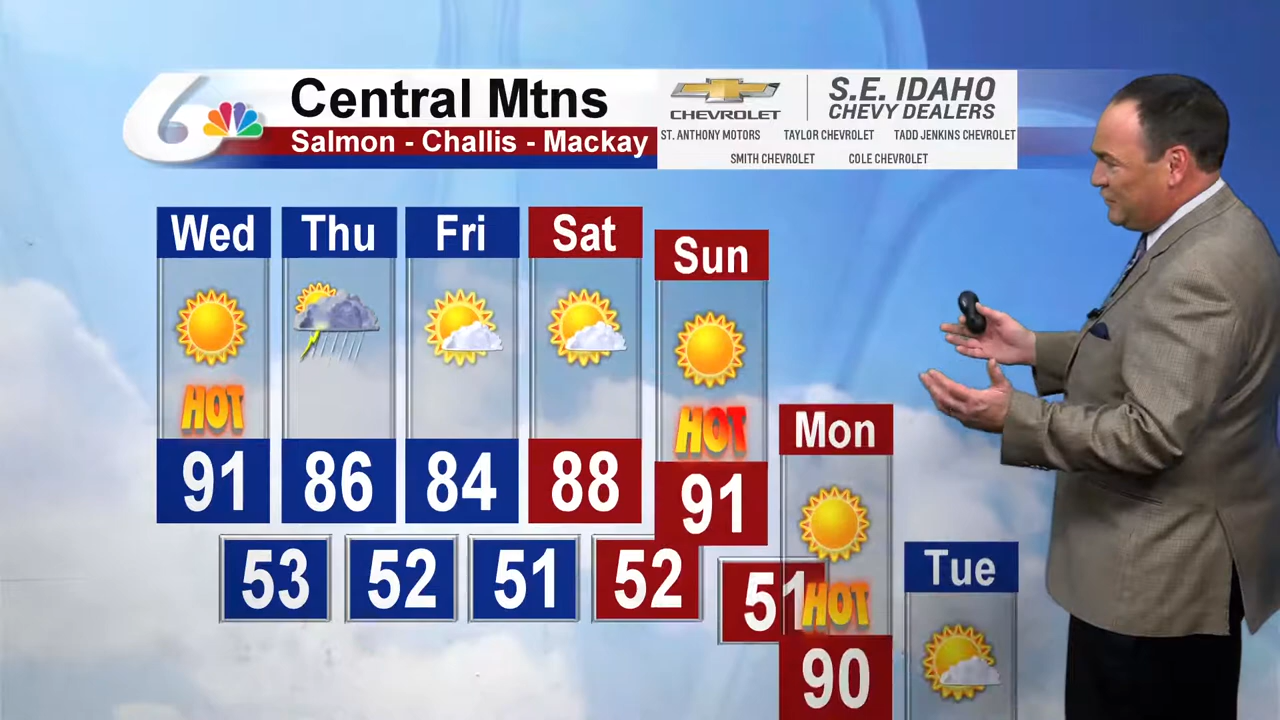 6
Central Mtns
Salmon - Challis - Mackay
CHEVROLET
S.E. IDAHO
CHEVY DEALERS
ST. ANTHONY MOTORS TAYLOR CHEVROLET TADD JENKINS CHEVROLET
SMITH CHEVROLET COLE CHEVROLET
Wed Thu Fri Sat Sun Mon Tue
HOT HOT HOT
91 86 84 88 91 90
53 52 51 52 51